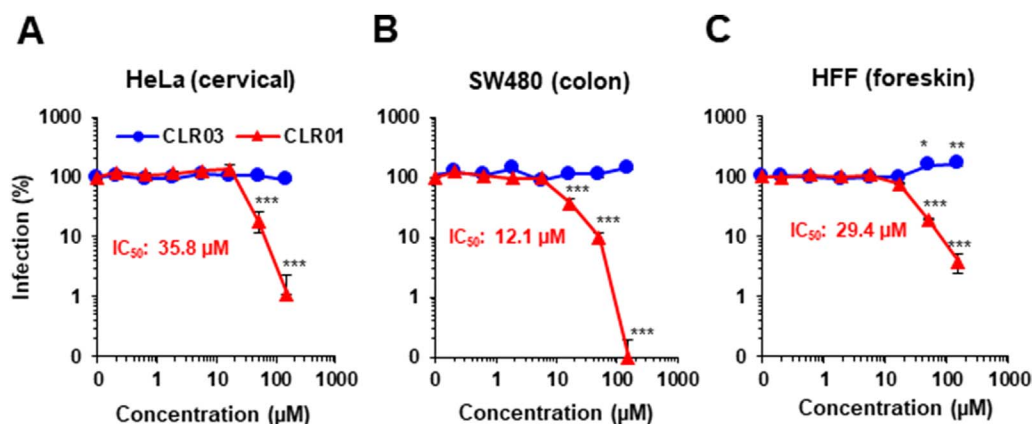 A
B
C
HeLa (cervical)
SW480 (colon)
HFF (foreskin)
Infection (%)
1000
100
10
1
0
CLR03 CLR01
***
***
IC50: 35.8 µM
0 1 10 100 1000
Concentration (µM)
1000
100
10
1
0
***
***
***
IC50: 12.1 µM
0 1 10 100 1000
Concentration (µM)
1000
100
10
1
0
* **
***
***
IC50: 29.4 µM
0 1 10 100 1000
Concentration (µM)